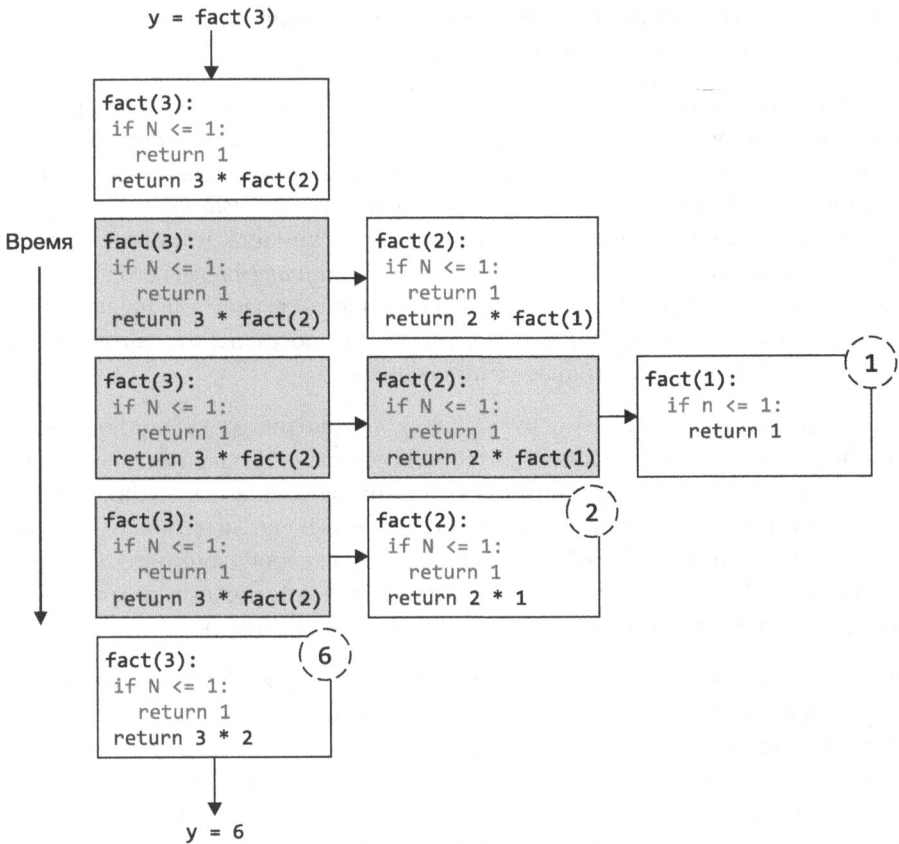 y = fact(3)
fact(3):
if N <= 1:
return 1
return 3 * fact(2)
Время
fact(3):
if N <= 1:
return 1
return 3 * fact(2)
fact(2):
if N <= 1:
return 1
return 2 * fact(1)
fact(3):
if N <= 1:
return 1
return 3 * fact(2)
fact(2):
if N <= 1:
return 1
return 2 * fact(1)
fact(1):
if n <= 1:
return 1
1
fact(3):
if N <= 1:
return 1
return 3 * fact(2)
fact(2):
if N <= 1:
return 1
return 2 * 1
2
fact(3):
if N <= 1:
return 1
return 3 * 2
6
y = 6